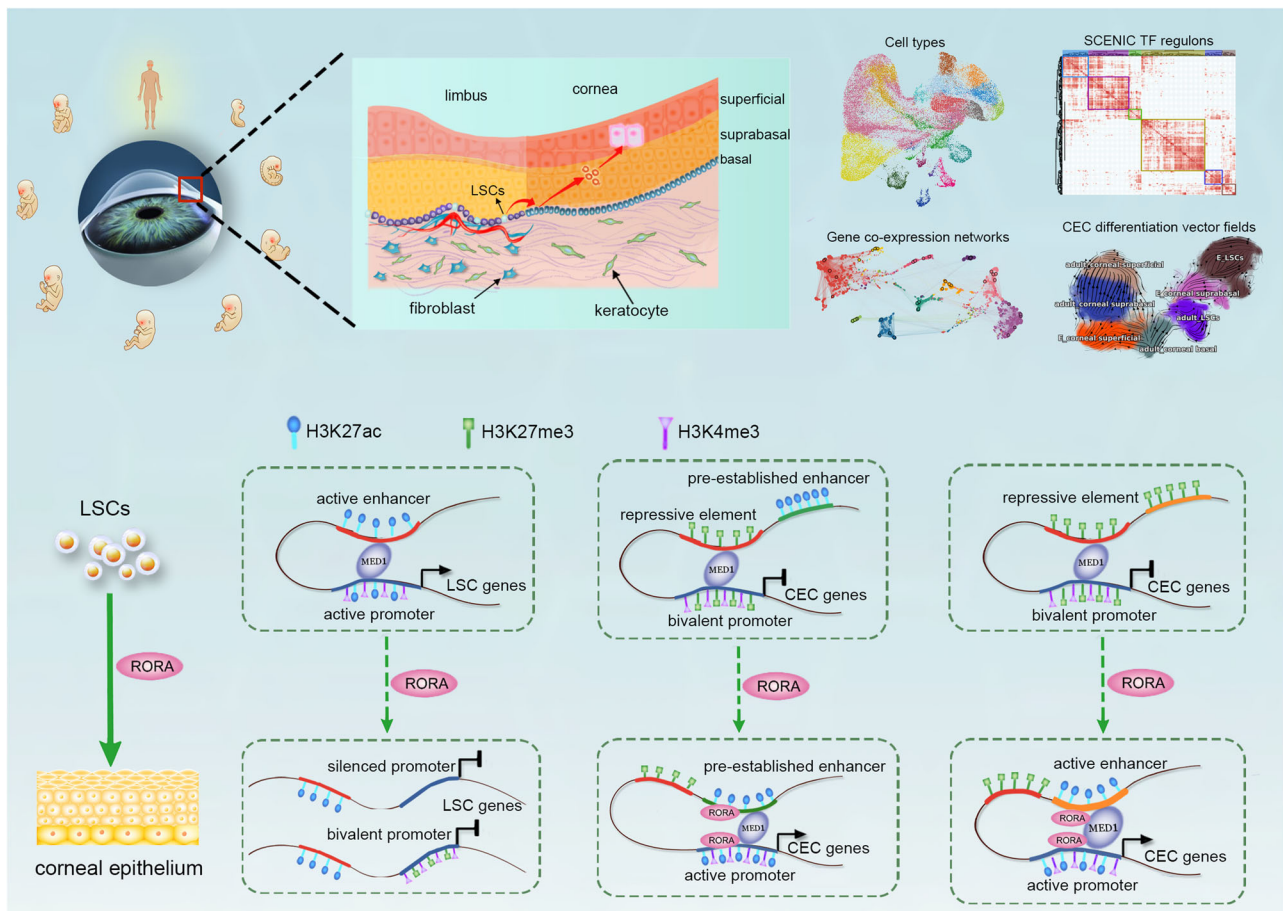 limbus
cornea
superficial
suprabasal
basal
LSCs
fibroblast
keratocyte
Cell types
SCENIC TF regulons
Gene co-expression networks
CEC differentiation vector fields
E_LSCs
adult_corneal superficial
E_corneal suprabasal
adult_corneal suprabasal
adult_LSCs
E_corneal superficial
adult_corneal basal
H3K27ac
H3K27me3
H3K4me3
LSCs
RORA
corneal epithelium
active enhancer
MED1
LSC genes
active promoter
RORA
silenced promoter
LSC genes
bivalent promoter
pre-established enhancer
repressive element
MED1
CEC genes
bivalent promoter
RORA
pre-established enhancer
RORA
MED1
RORA
CEC genes
active promoter
repressive element
MED1
CEC genes
bivalent promoter
RORA
active enhancer
RORA
MED1
RORA
CEC genes
active promoter